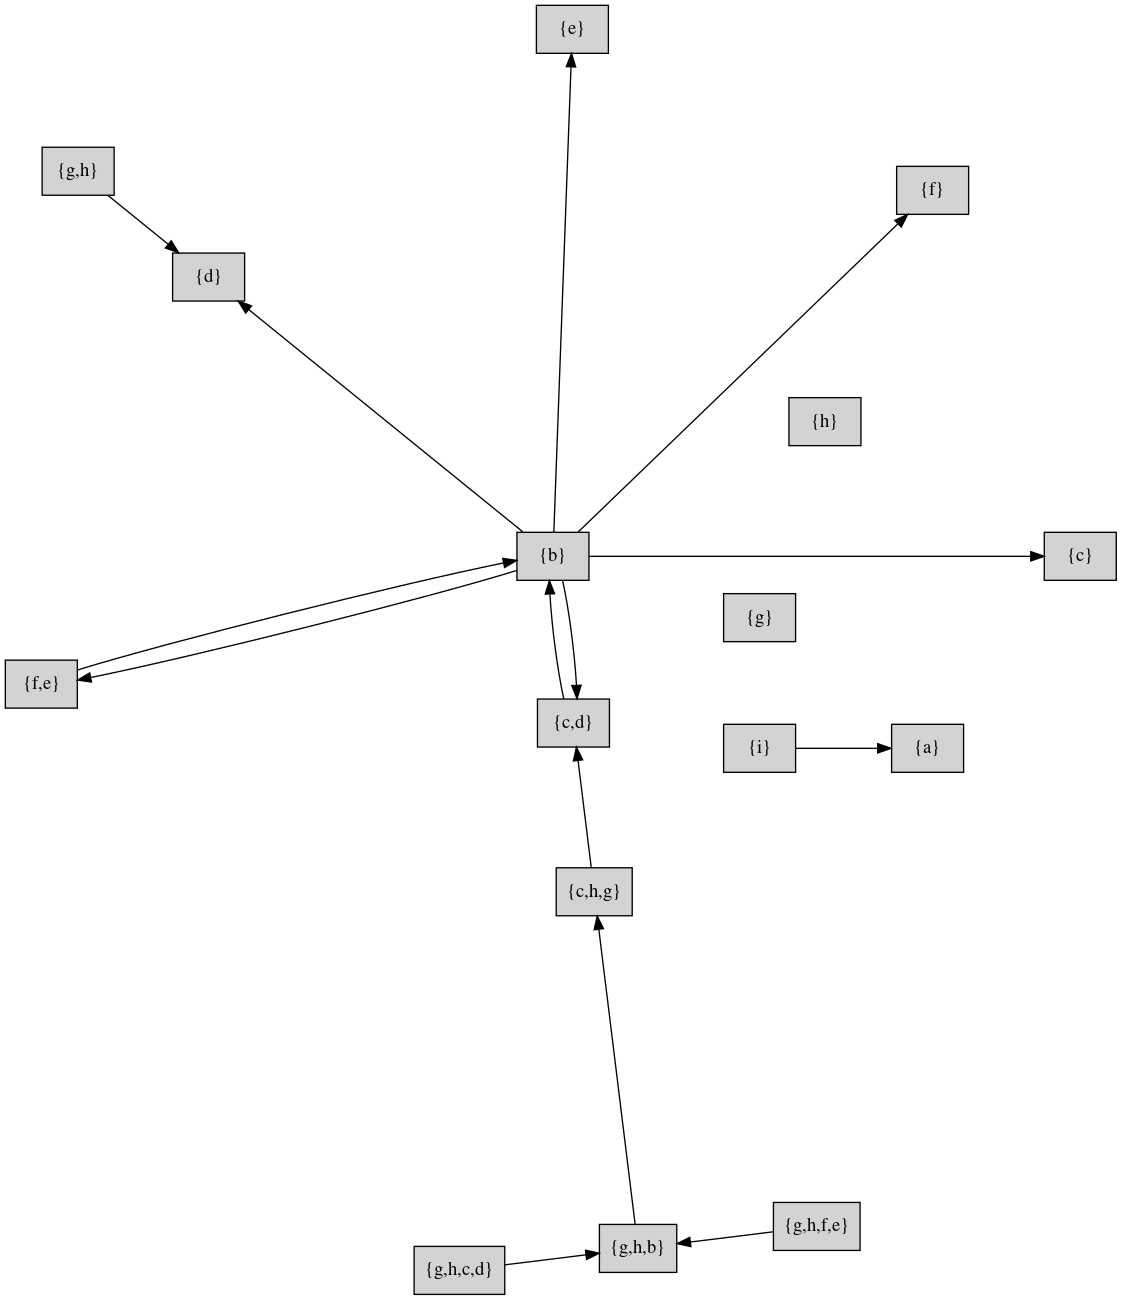 {e}
{g,h}
{f}
{d}
{h}
{b}
{c}
{g}
{f,e}
{c,d}
{i}
{a}
{c,h,g}
{g,h,f,e}
{g,h,b}
{g,h,c,d}